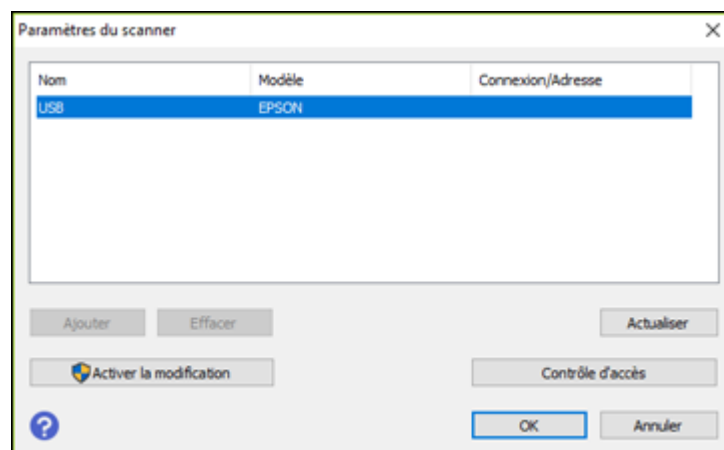 Paramètres du scanner
Nom Modèle Connexion/Adresse
USB EPSON
Ajouter Effacer Actualiser
Activer la modification Contrôle d'accès
? OK Annuler